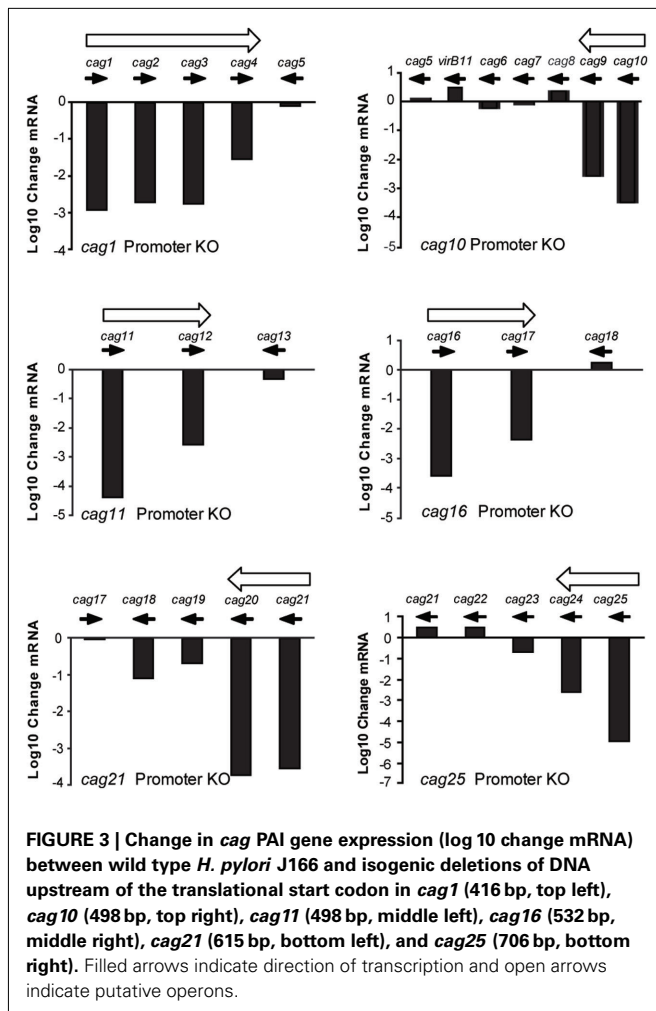 cag1 cag2 cag3 cag4 cag5
0
-1
-2
-3
-4
Log10 Change mRNA
cag1 Promoter KO
cag5 virB11 cag6 cag7 cag8 cag9 cag10
1
0
-1
-2
-3
-4
-5
Log10 Change mRNA
cag10 Promoter KO
cag11 cag12 cag13
0
-1
-2
-3
-4
-5
Log10 Change mRNA
cag11 Promoter KO
cag16 cag17 cag18
1
0
-1
-2
-3
-4
-5
Log10 Change mRNA
cag16 Promoter KO
cag17 cag18 cag19 cag20 cag21
0
-1
-2
-3
-4
Log10 Change mRNA
cag21 Promoter KO
cag21 cag22 cag23 cag24 cag25
1
0
-1
-2
-3
-4
-5
-6
-7
Log10 Change mRNA
cag25 Promoter KO
FIGURE 3 | Change in cag PAI gene expression (log 10 change mRNA)
between wild type H. pylori J166 and isogenic deletions of DNA
upstream of the translational start codon in cag1 (416 bp, top left),
cag10 (498 bp, top right), cag11 (498 bp, middle left), cag16 (532 bp,
middle right), cag21 (615 bp, bottom left), and cag25 (706 bp, bottom
right). Filled arrows indicate direction of transcription and open arrows
indicate putative operons.